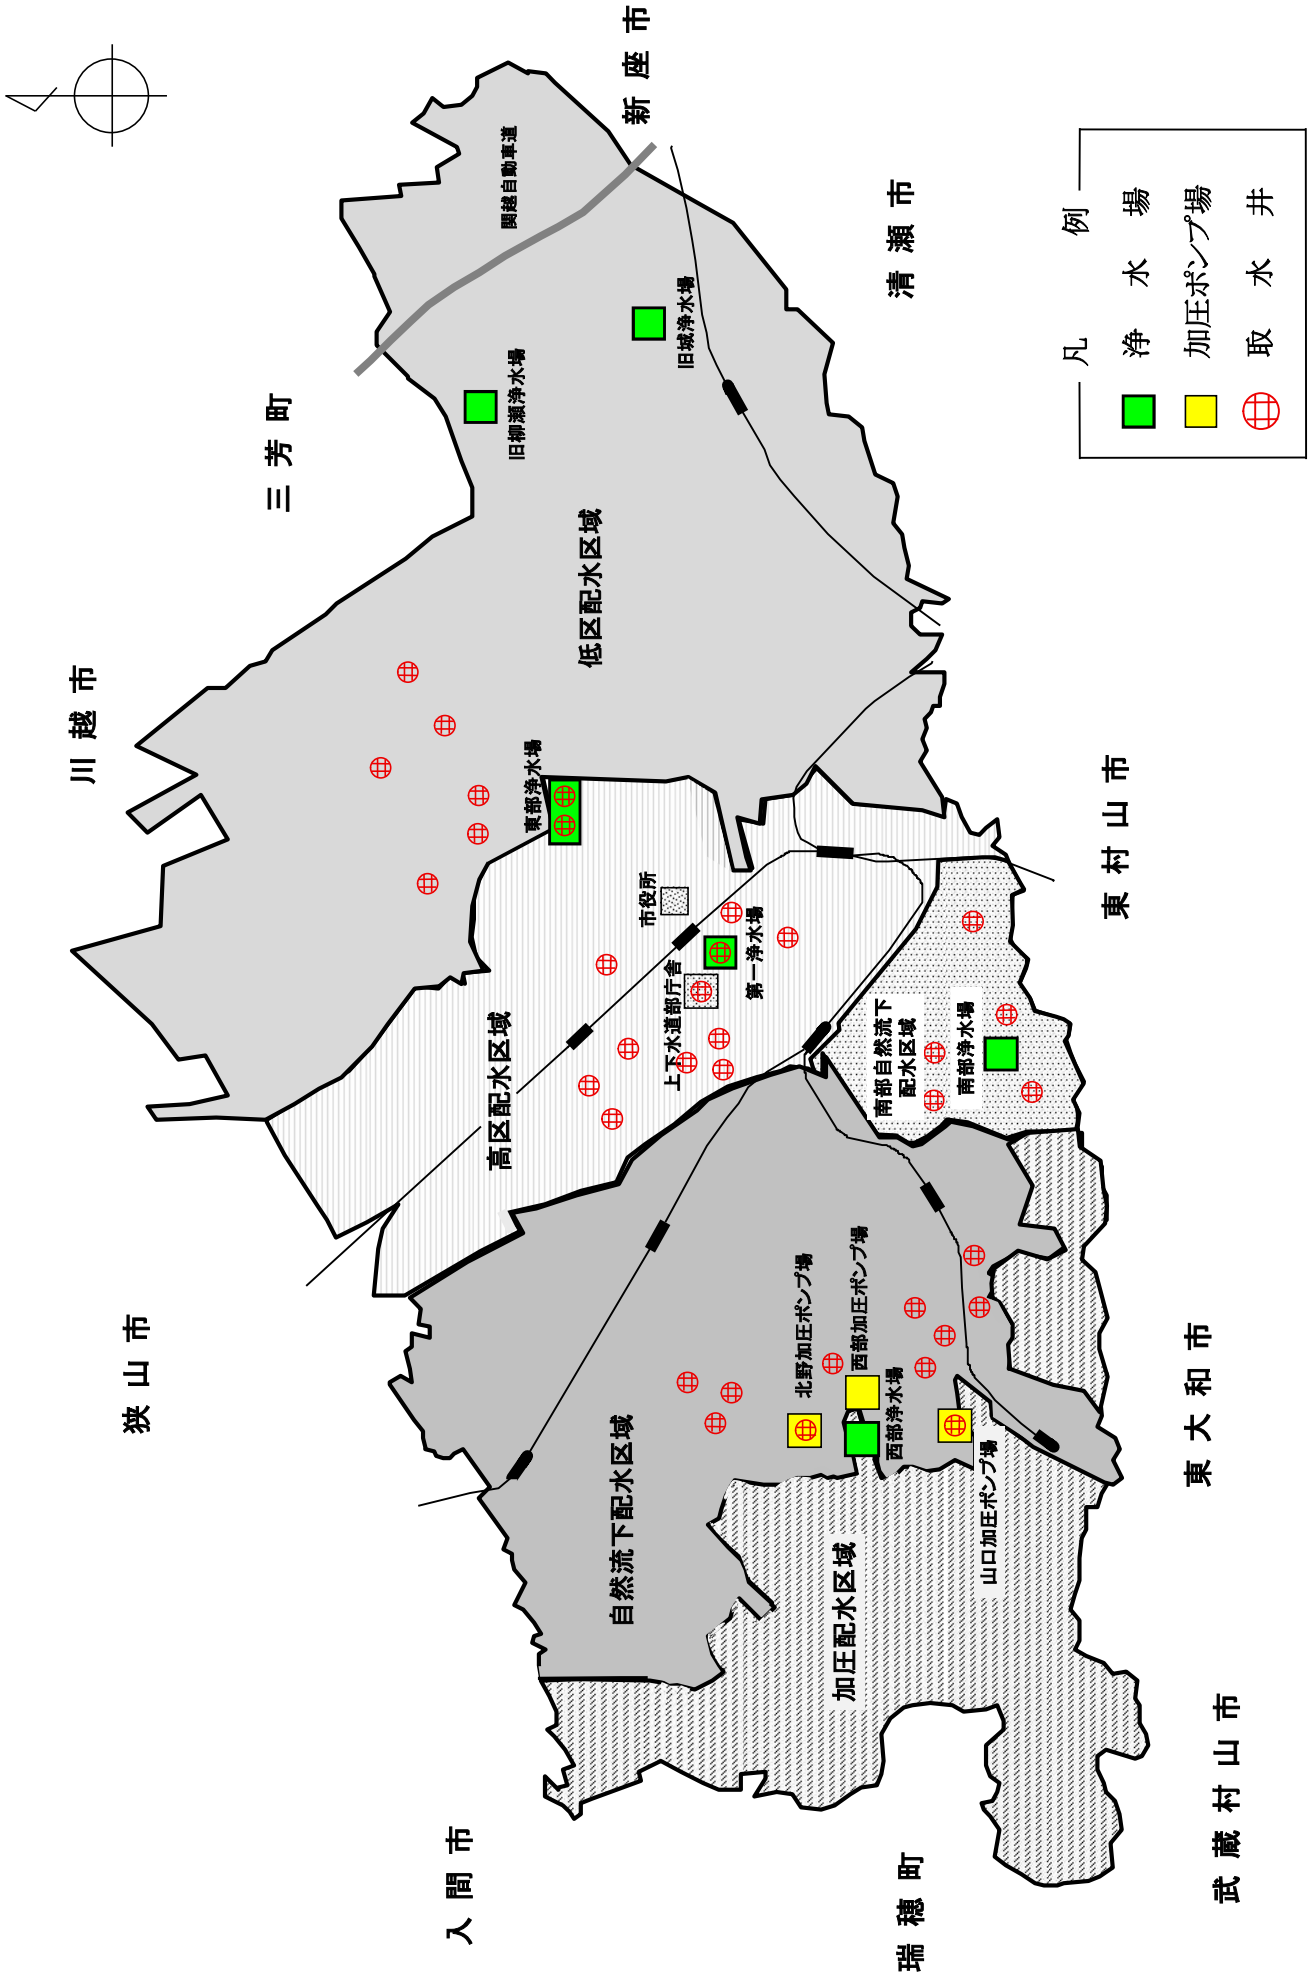 新座市
清瀬市
三芳町
川越市
東村山市
狭山市
東大和市
入間市
瑞穂町
武蔵村山市
関越自動車道
旧城浄水場
旧柳瀬浄水場
低区配水区域
東部浄水場
市役所
第一浄水場
上下水道部庁舎
高区配水区域
南部自然流下
配水区域
南部浄水場
北野加圧ポンプ場
西部加圧ポンプ場
西部浄水場
山口加圧ポンプ場
自然流下配水区域
加圧配水区域
凡例
浄水場
加圧ポンプ場
取水井